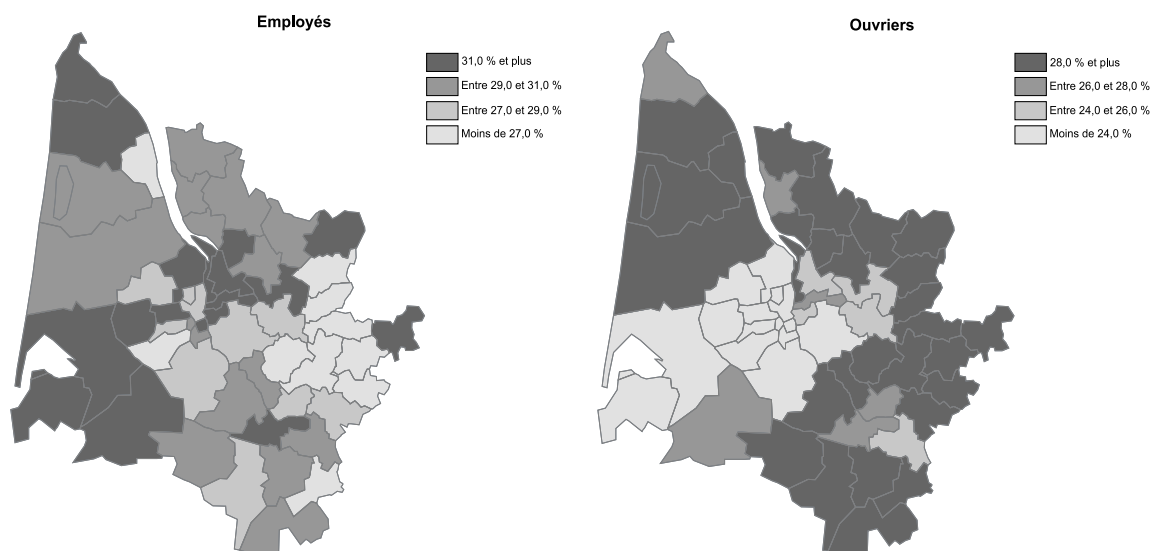 Employés
31,0 % et plus
Entre 29,0 et 31,0 %
Entre 27,0 et 29,0 %
Moins de 27,0 %
Ouvriers
28,0 % et plus
Entre 26,0 et 28,0 %
Entre 24,0 et 26,0 %
Moins de 24,0 %